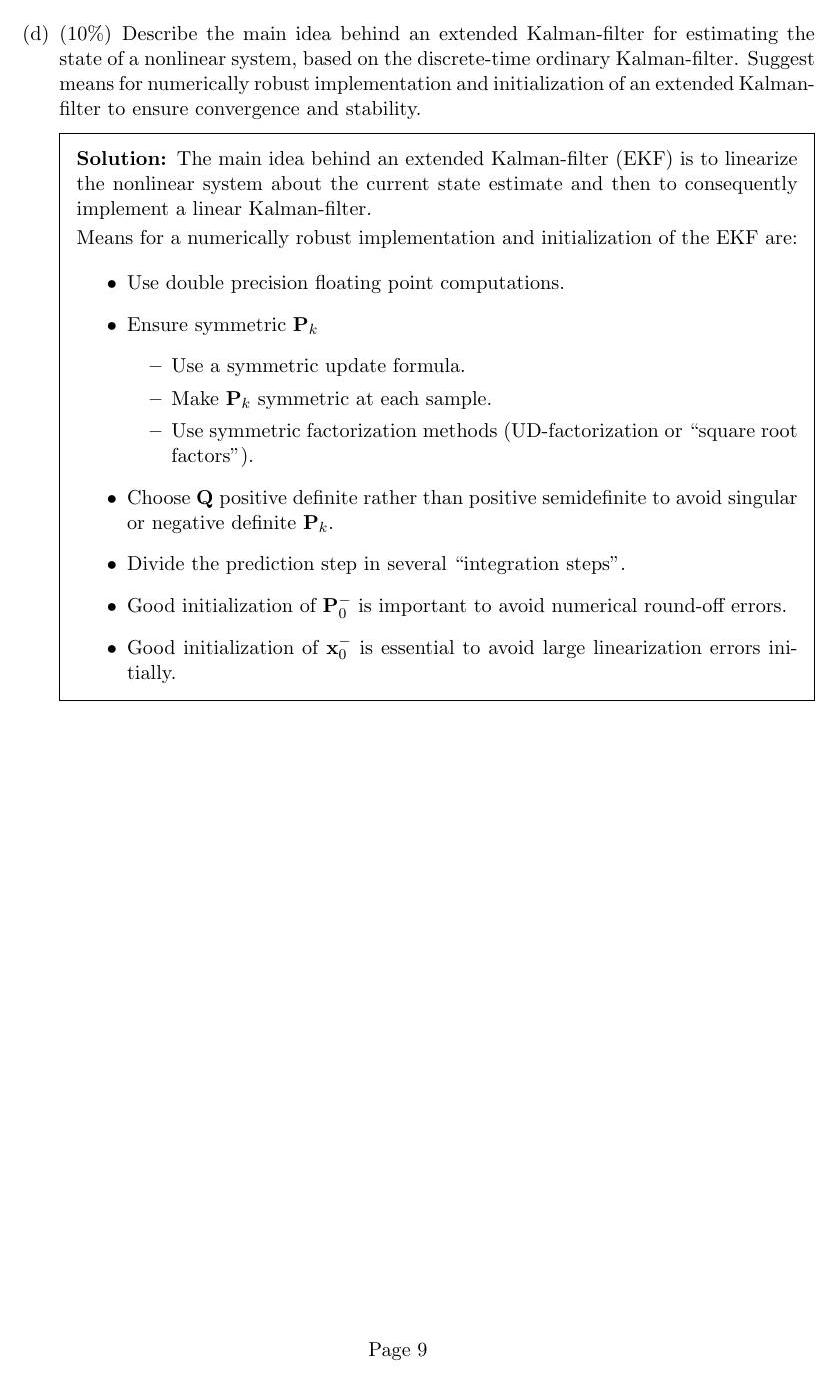 (d) (10%) Describe the main idea behind an extended Kalman-filter for estimating the
state of a nonlinear system, based on the discrete-time ordinary Kalman-filter. Suggest
means for numerically robust implementation and initialization of an extended Kalman-
filter to ensure convergence and stability.
Solution: The main idea behind an extended Kalman-filter (EKF) is to linearize
the nonlinear system about the current state estimate and then to consequently
implement a linear Kalman-filter.
Means for a numerically robust implementation and initialization of the EKF are:
• Use double precision floating point computations.
• Ensure symmetric P_k
– Use a symmetric update formula.
– Make P_k symmetric at each sample.
– Use symmetric factorization methods (UD-factorization or “square root
factors”).
• Choose Q positive definite rather than positive semidefinite to avoid singular
or negative definite P_k.
• Divide the prediction step in several “integration steps”.
• Good initialization of P_0^- is important to avoid numerical round-off errors.
• Good initialization of x_0^- is essential to avoid large linearization errors ini-
tially.
Page 9